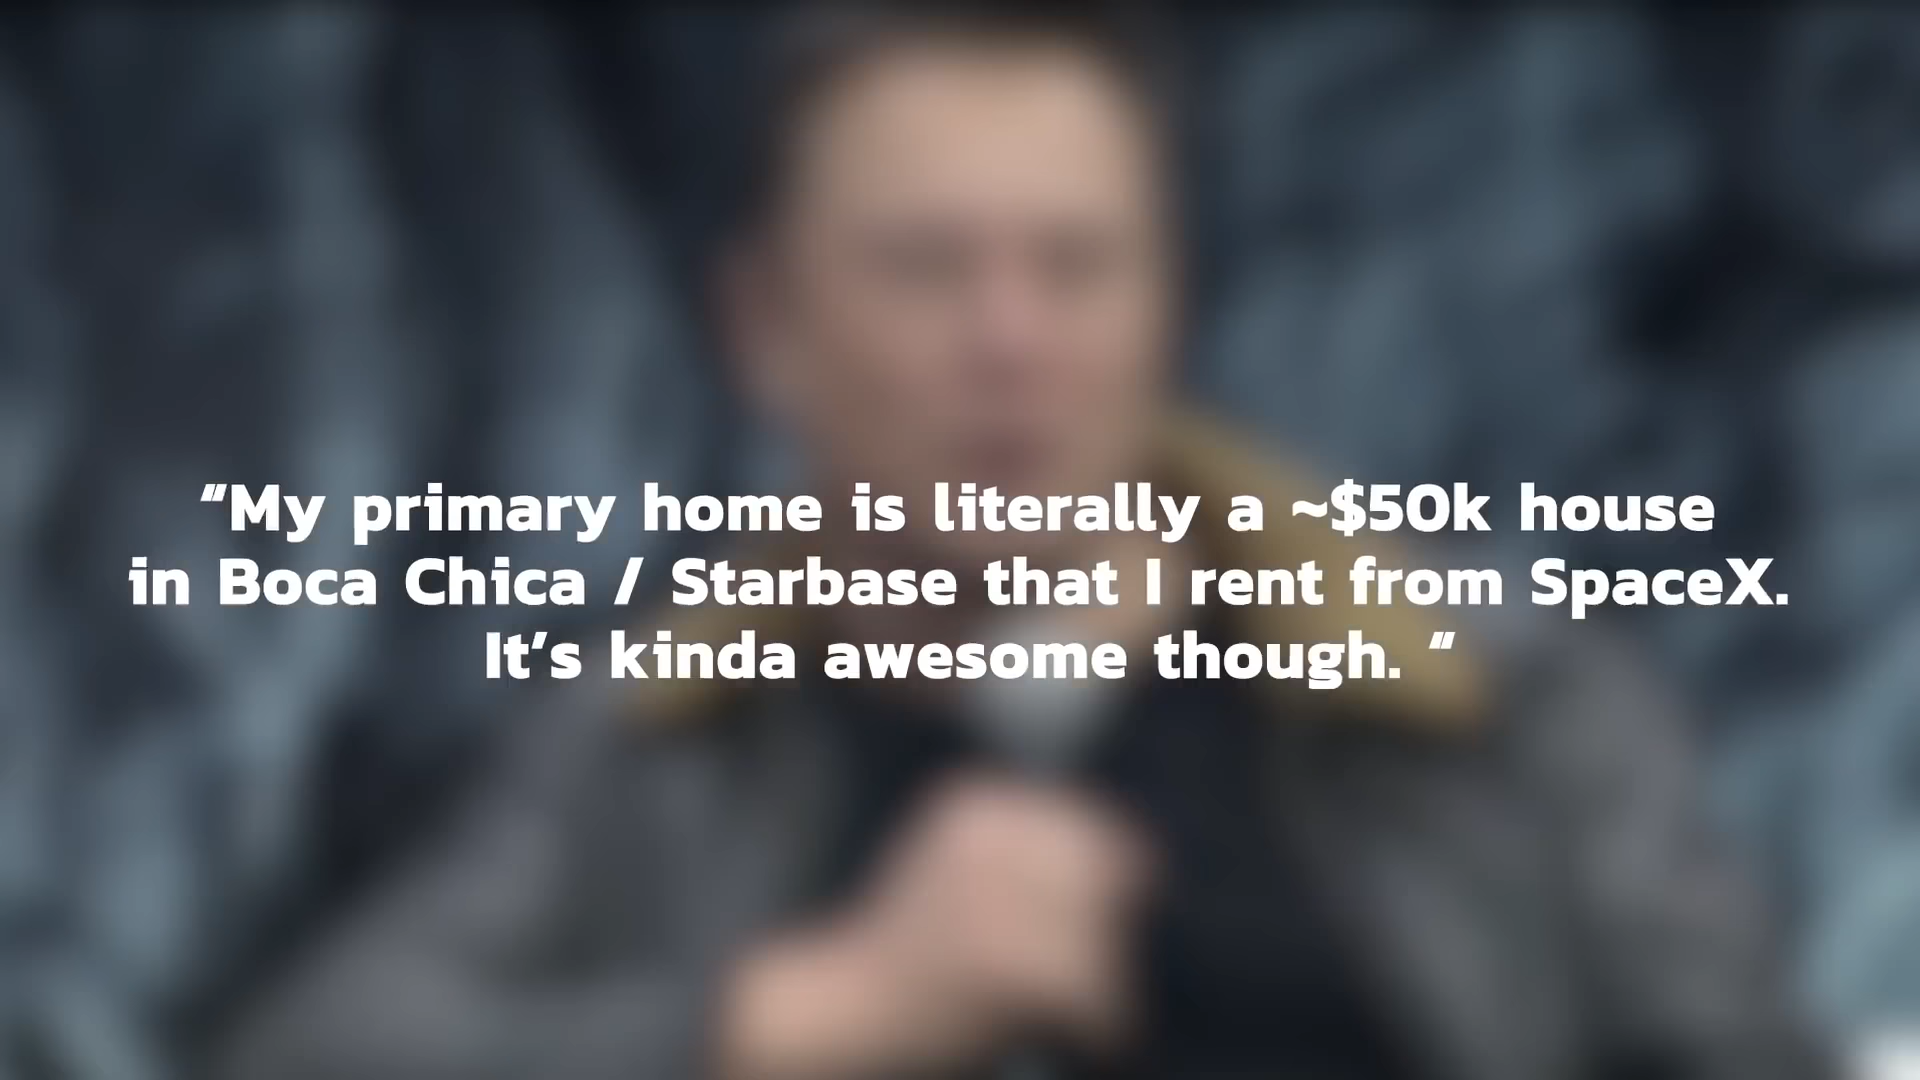 “My primary home is literally a ~$50k house
in Boca Chica / Starbase that I rent from SpaceX.
It’s kinda awesome though. “